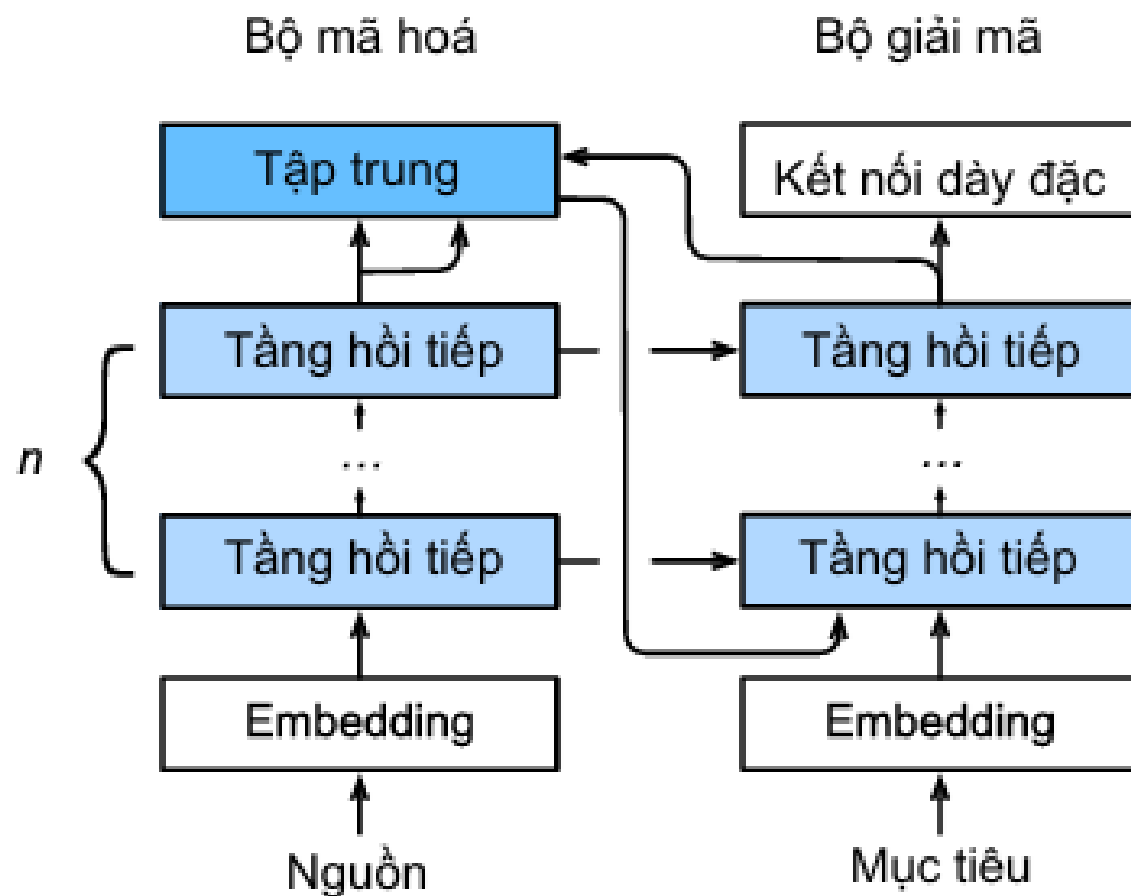 Bộ mã hoá
Bộ giải mã
Tập trung
Kết nối dày đặc
Tầng hồi tiếp
Tầng hồi tiếp
n
...
...
Tầng hồi tiếp
Tầng hồi tiếp
Embedding
Embedding
Nguồn
Mục tiêu